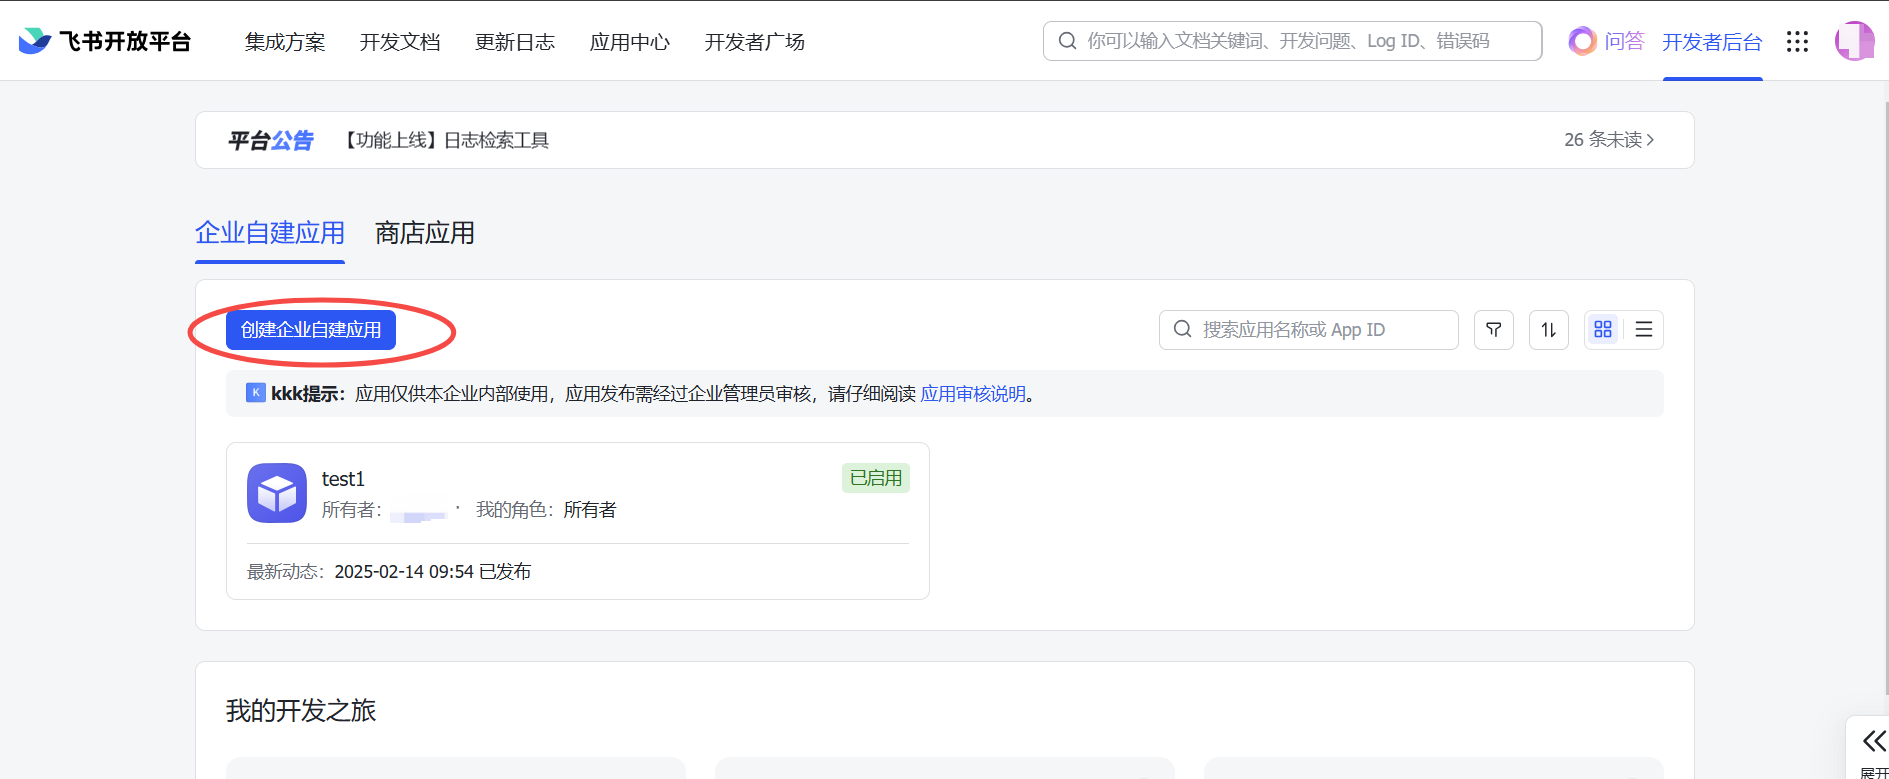 飞书开放平台 集成方案 开发文档 更新日志 应用中心 开发者广场 你可以输入文档关键词、开发问题、Log ID、错误码 问答 开发者后台
平台公告 【功能上线】日志检索工具 26 条未读
企业自建应用 商店应用
创建企业自建应用 搜索应用名称或 App ID
K kkk提示：应用仅供本企业内部使用，应用发布需经过企业管理员审核，请仔细阅读 应用审核说明。
test1 已启用
所有者： · 我的角色：所有者
最新动态：2025-02-14 09:54 已发布
我的开发之旅
展开